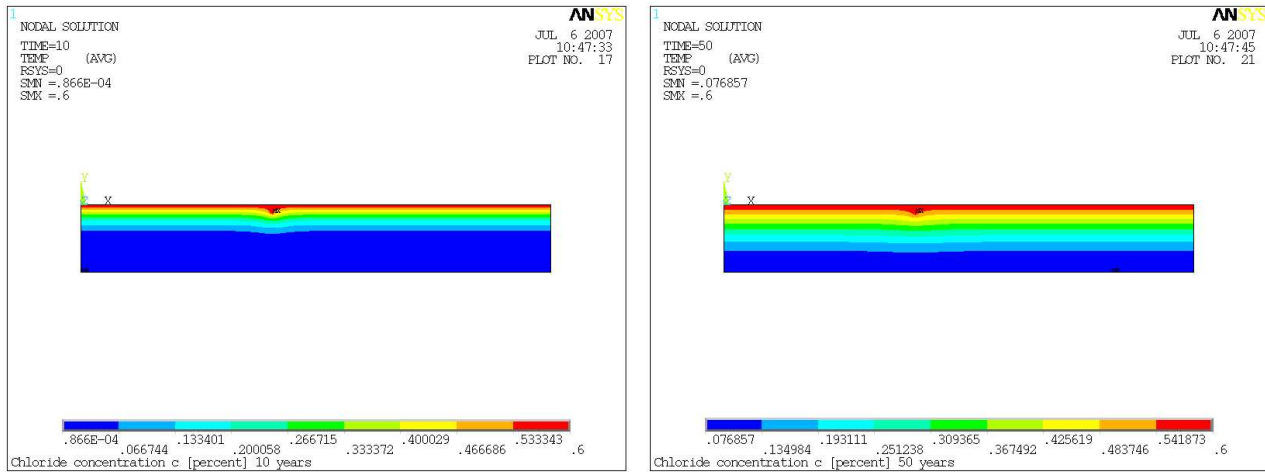 1
ANSYS
NODAL SOLUTION
JUL 6 2007
10:47:33
PLOT NO. 17
TIME=10
TEMP (AVG)
RSYS=0
SMN =.866E-04
SMX =.6
Y
Z X
MX
.866E-04 .133401 .266715 .400029 .533343
.066744 .200058 .333372 .466686 .6
Chloride concentration c [percent] 10 years
1
ANSYS
NODAL SOLUTION
JUL 6 2007
10:47:45
PLOT NO. 21
TIME=50
TEMP (AVG)
RSYS=0
SMN =.076857
SMX =.6
Y
Z X
MX
.076857 .193111 .309365 .425619 .541873
.134984 .251238 .367492 .483746 .6
Chloride concentration c [percent] 50 years